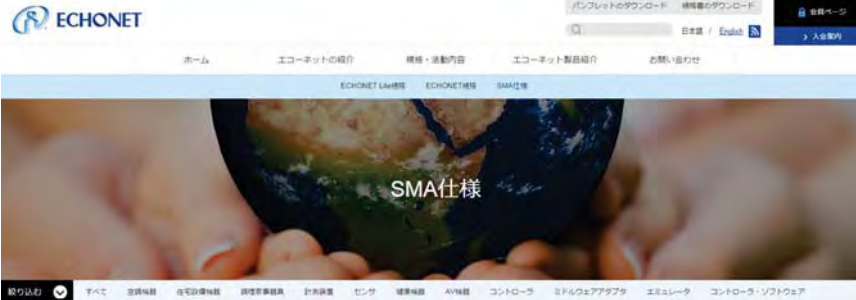 ECHONET
パンフレットのダウンロード 規格書のダウンロード
会員ページ
日本語 / English
入会案内
ホーム エコーネットの紹介 規格・活動内容 エコーネット製品紹介 お問い合わせ
ECHONET Lite規格 ECHONET規格 SMA仕様
SMA仕様
絞り込む すべて 空調機器 住宅設備機器 調理家事器具 計測装置 センサ 健康機器 AV機器 コントローラ ミドルウェアアダプタ エミュレータ コントローラ・ソフトウェア